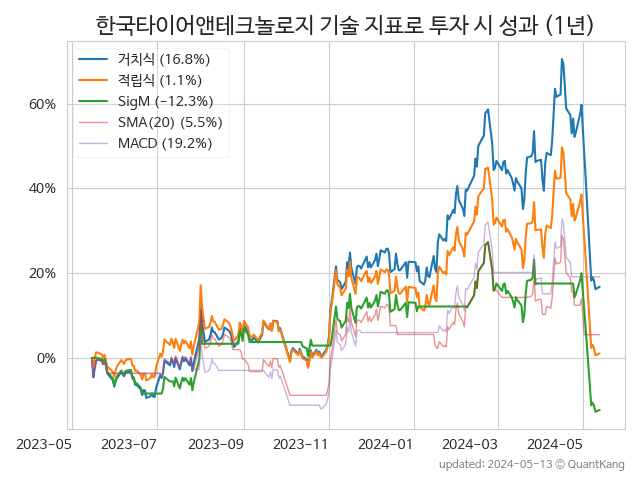 한국타이어앤테크놀로지 기술 지표로 투자 시 성과 (1년)
거치식 (16.8%)
적립식 (1.1%)
SigM (−12.3%)
SMA(20) (5.5%)
MACD (19.2%)
60%
40%
20%
0%
2023-05 2023-07 2023-09 2023-11 2024-01 2024-03 2024-05
updated: 2024-05-13 © QuantKang